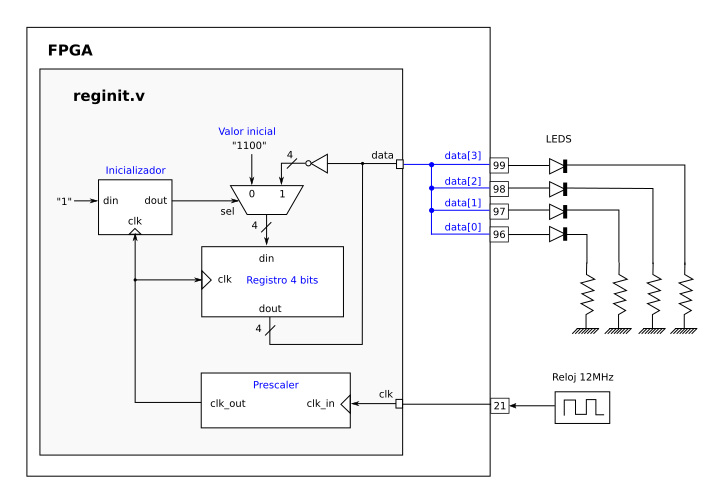 FPGA
reginit.v
Valor inicial
"1100"
4
data
Inicializador
"1"
din
dout
clk
0
1
sel
4
din
clk
Registro 4 bits
dout
4
Prescaler
clk_out
clk_in
clk
LEDS
data[3]
99
data[2]
98
data[1]
97
data[0]
96
Reloj 12MHz
21